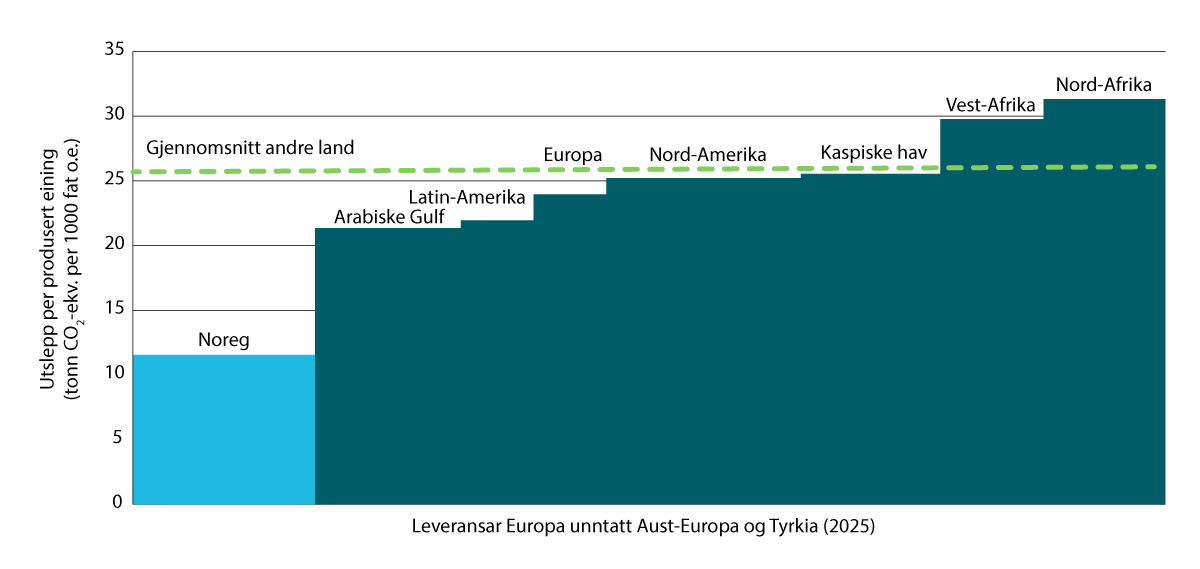 Utslepp per produsert eining
(tonn CO₂-ekv. per 1000 fat o.e.)
35
30
25
20
15
10
5
0
Gjennomsnitt andre land
Noreg
Arabiske Gulf
Latin-Amerika
Europa
Nord-Amerika
Kaspiske hav
Vest-Afrika
Nord-Afrika
Leveransar Europa unntatt Aust-Europa og Tyrkia (2025)